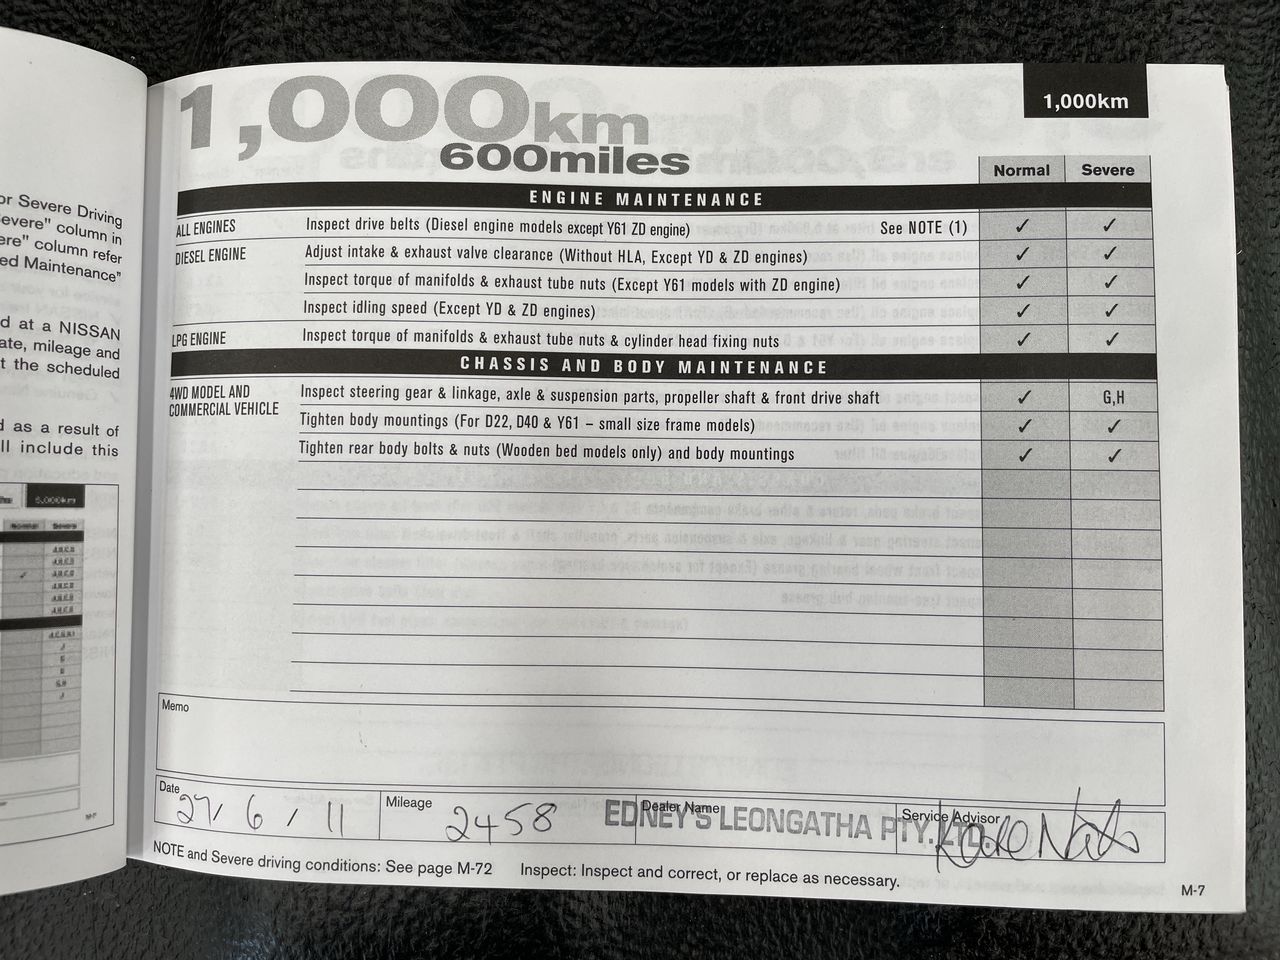 or Severe Driving
evere" column in
ere" column refer
ed Maintenance"
d at a NISSAN
ate, mileage and
t the scheduled
d as a result of
ll include this
1,000km
600miles
1,000km
Normal Severe
ENGINE MAINTENANCE
ALL ENGINES Inspect drive belts (Diesel engine models except Y61 ZD engine) See NOTE (1) ✓ ✓
DIESEL ENGINE Adjust intake & exhaust valve clearance (Without HLA, Except YD & ZD engines) ✓ ✓
Inspect torque of manifolds & exhaust tube nuts (Except Y61 models with ZD engine) ✓ ✓
Inspect idling speed (Except YD & ZD engines) ✓ ✓
LPG ENGINE Inspect torque of manifolds & exhaust tube nuts & cylinder head fixing nuts ✓ ✓
CHASSIS AND BODY MAINTENANCE
4WD MODEL AND Inspect steering gear & linkage, axle & suspension parts, propeller shaft & front drive shaft ✓ G,H
COMMERCIAL VEHICLE
Tighten body mountings (For D22, D40 & Y61 – small size frame models) ✓ ✓
Tighten rear body bolts & nuts (Wooden bed models only) and body mountings ✓ ✓
Memo
Date Mileage Dealer Name Service Advisor
27/6/11 2458 EDNEY'S LEONGATHA PTY. LTD.
NOTE and Severe driving conditions: See page M-72 Inspect: Inspect and correct, or replace as necessary.
M-7